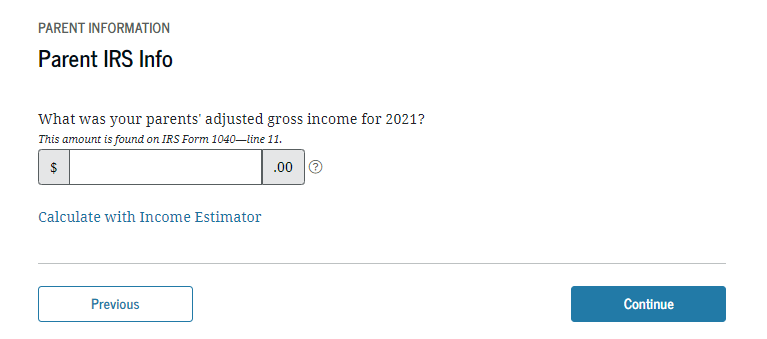 PARENT INFORMATION
Parent IRS Info
What was your parents' adjusted gross income for 2021?
This amount is found on IRS Form 1040—line 11.
$ .00 ?
Calculate with Income Estimator
Previous Continue